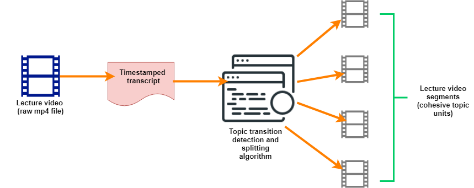 Lecture video
(raw mp4 file)
Timestamped
transcript
Topic transition
detection and
splitting
algorithm
Lecture video
segments
(cohesive topic
units)